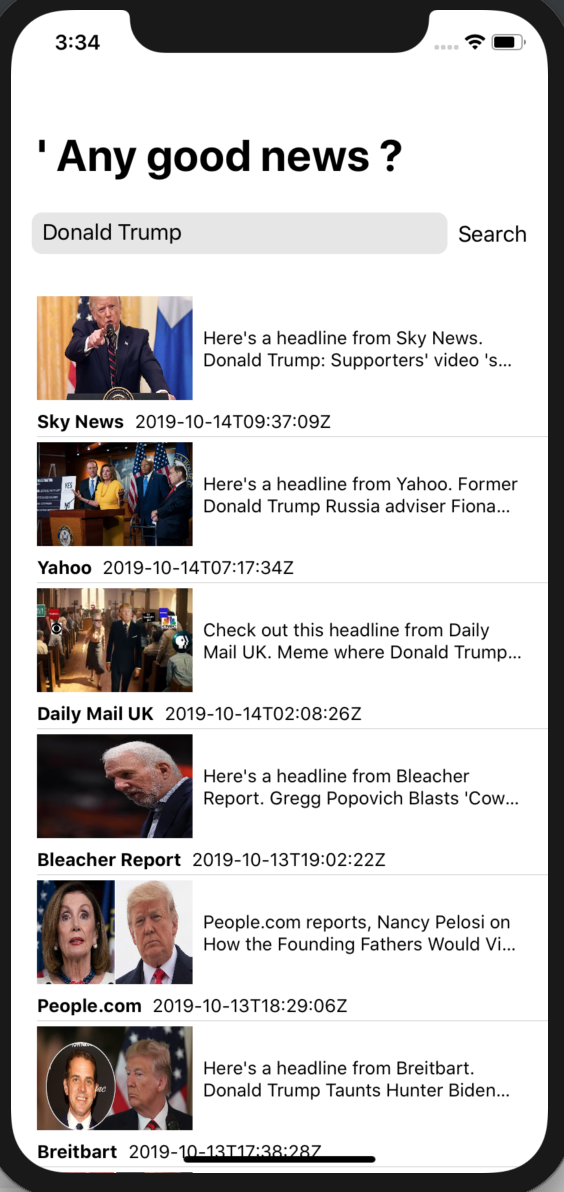 3:34
' Any good news ?
Donald Trump
Search
Here's a headline from Sky News.
Donald Trump: Supporters' video 's...
Sky News 2019-10-14T09:37:09Z
Here's a headline from Yahoo. Former
Donald Trump Russia adviser Fiona...
Yahoo 2019-10-14T07:17:34Z
Check out this headline from Daily
Mail UK. Meme where Donald Trump...
Daily Mail UK 2019-10-14T02:08:26Z
Here's a headline from Bleacher
Report. Gregg Popovich Blasts 'Cow...
Bleacher Report 2019-10-13T19:02:22Z
People.com reports, Nancy Pelosi on
How the Founding Fathers Would Vi...
People.com 2019-10-13T18:29:06Z
Here's a headline from Breitbart.
Donald Trump Taunts Hunter Biden...
Breitbart 2019-10-13T17:38:28Z